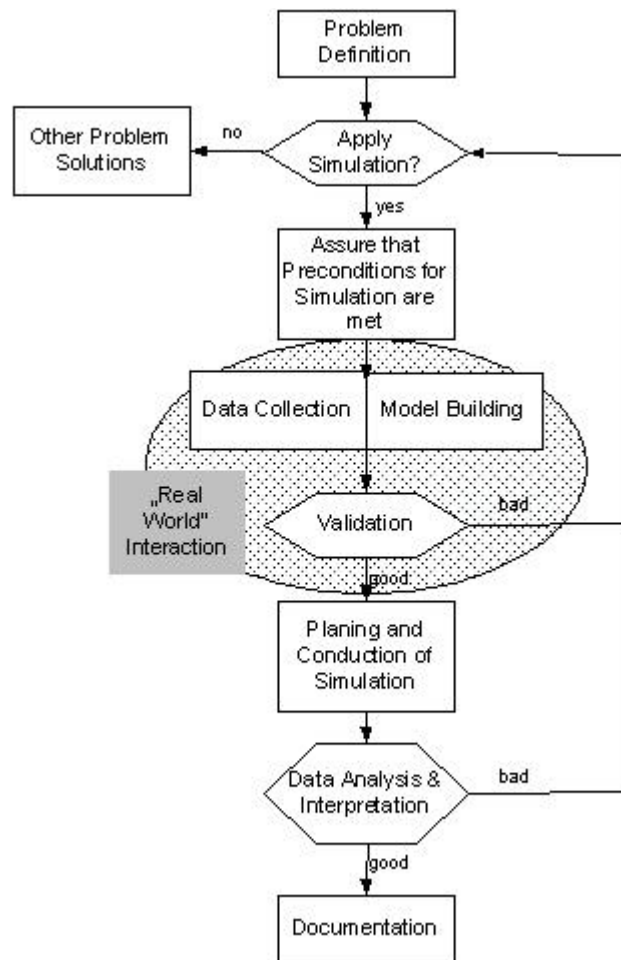 Problem
Definition
Other Problem
Solutions
no
Apply
Simulation?
yes
Assure that
Preconditions for
Simulation are
met
Data Collection
Model Building
„Real
World"
Interaction
Validation
bad
good
Planing and
Conduction of
Simulation
Data Analysis &
Interpretation
bad
good
Documentation